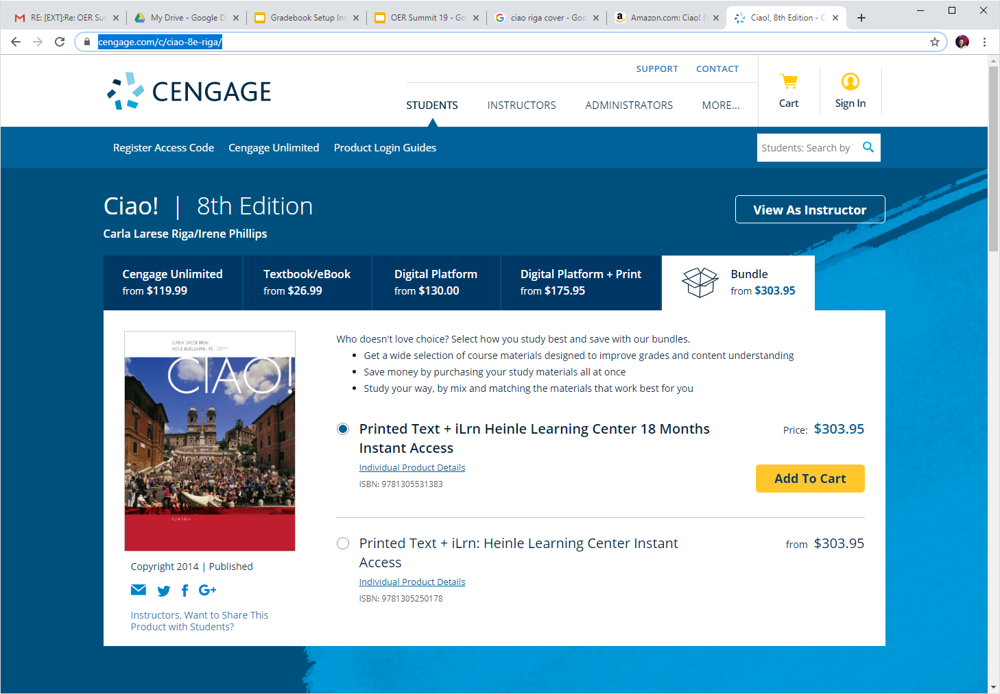 RE: [EXT]:Re: OER Sur
My Drive - Google D
Gradebook Setup Ins
OER Summit 19 - Go
ciao riga cover - Goo
Amazon.com: Ciao! (
Ciao!, 8th Edition - C
cengage.com/c/ciao-8e-riga/
SUPPORT CONTACT
CENGAGE
STUDENTS INSTRUCTORS ADMINISTRATORS MORE...
Cart
Sign In
Register Access Code Cengage Unlimited Product Login Guides
Students: Search by
Ciao! | 8th Edition
View As Instructor
Carla Larese Riga/Irene Phillips
Cengage Unlimited
from $119.99
Textbook/eBook
from $26.99
Digital Platform
from $130.00
Digital Platform + Print
from $175.95
Bundle
from $303.95
CARLA LARESE RIGA
CIAO!
Who doesn't love choice? Select how you study best and save with our bundles.
Get a wide selection of course materials designed to improve grades and content understanding
Save money by purchasing your study materials all at once
Study your way, by mix and matching the materials that work best for you
Printed Text + iLrn Heinle Learning Center 18 Months
Instant Access
Price: $303.95
Individual Product Details
ISBN: 9781305531383
Add To Cart
Printed Text + iLrn: Heinle Learning Center Instant
Access
from $303.95
Individual Product Details
ISBN: 9781305250178
Copyright 2014 | Published
Instructors, Want to Share This
Product with Students?